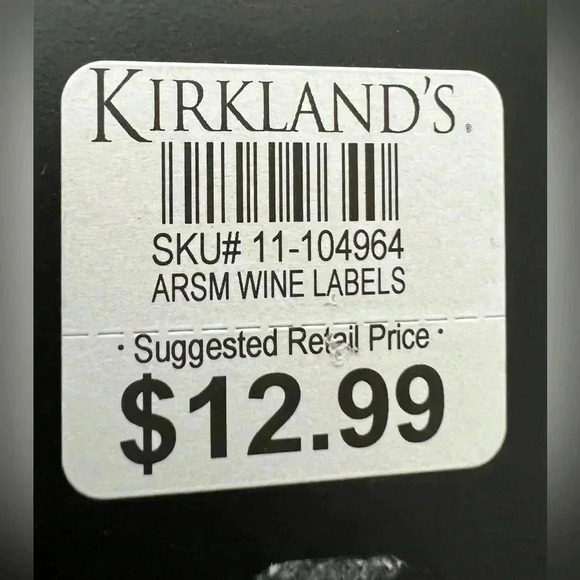 KIRKLAND'S®
SKU# 11-104964
ARSM WINE LABELS
· Suggested Retail Price ·
$12.99